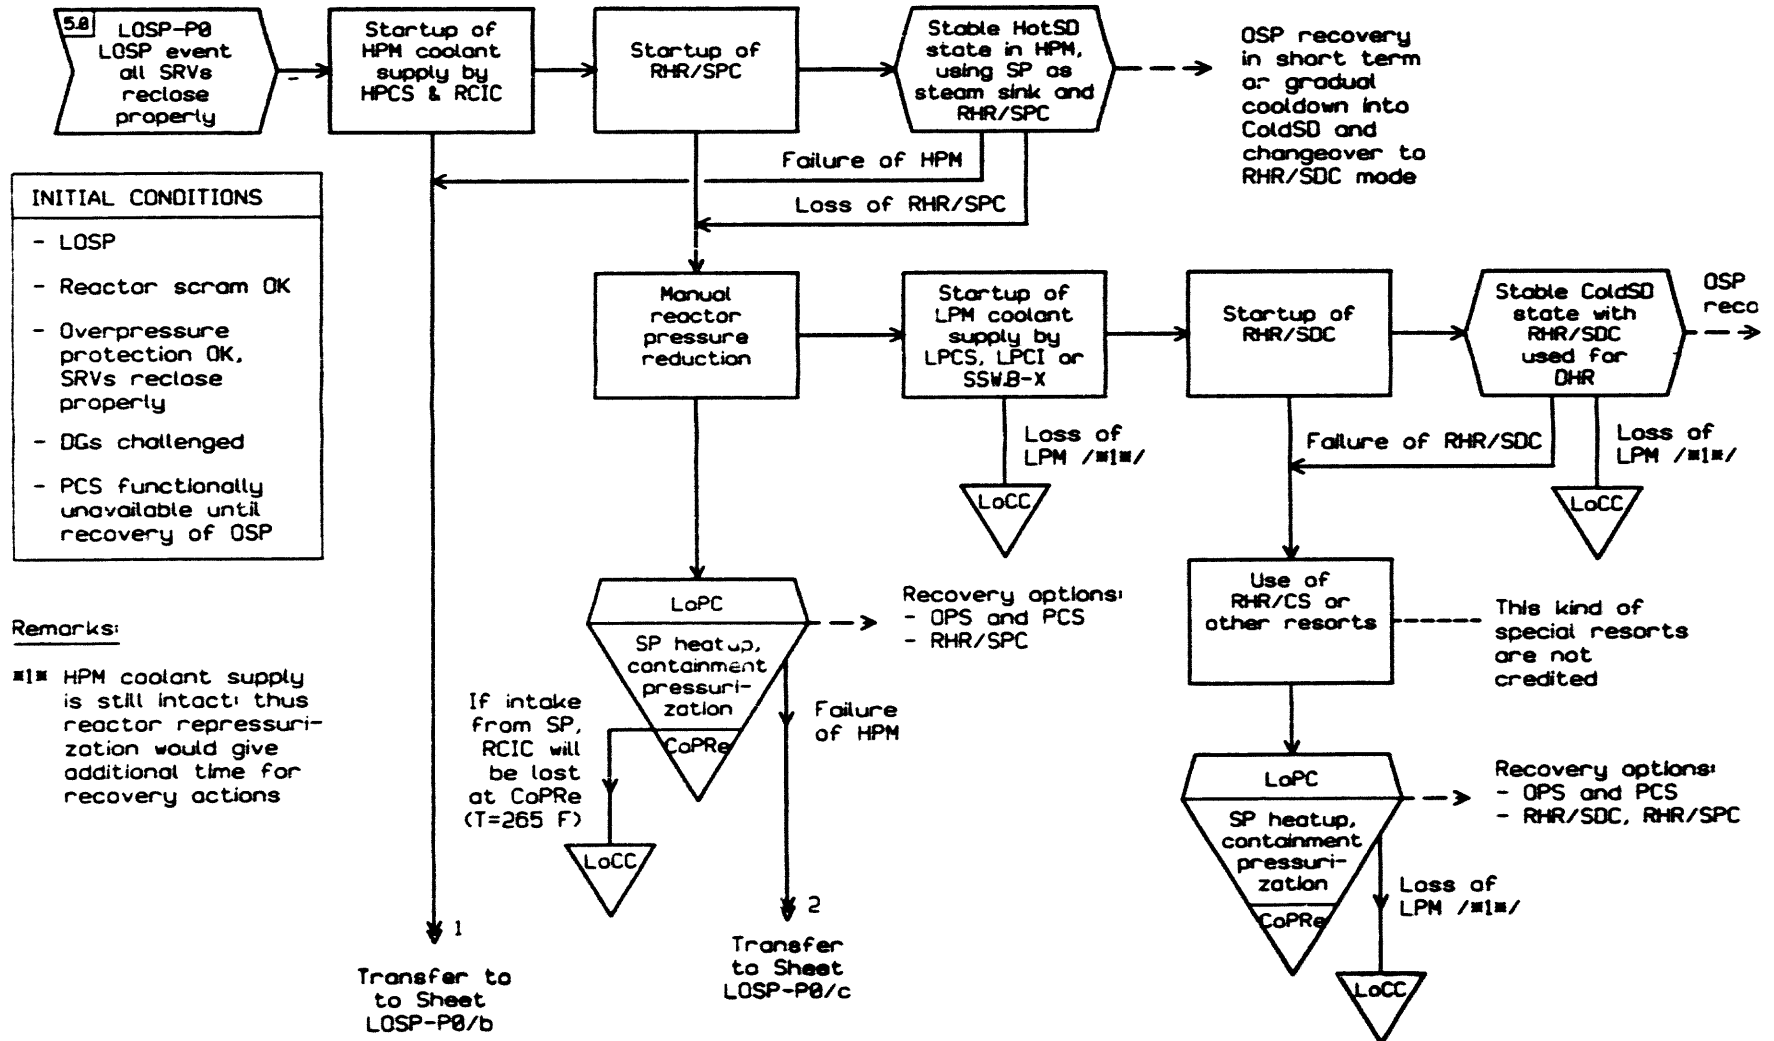 5.0
LOSP-P0
LOSP event
all SRVs
reclose
properly
Startup of
HPM coolant
supply by
HPCS & RCIC
Startup of
RHR/SPC
Stable HotSD
state in HPM,
using SP as
steam sink and
RHR/SPC
OSP recovery
in short term
or gradual
cooldown into
ColdSD and
changeover to
RHR/SDC mode
Failure of HPM
Loss of RHR/SPC
INITIAL CONDITIONS
- LOSP
- Reactor scram OK
- Overpressure
protection OK,
SRVs reclose
properly
- DGs challenged
- PCS functionally
unavailable until
recovery of OSP
Manual
reactor
pressure
reduction
Startup of
LPM coolant
supply by
LPCS, LPCI or
SSW.B-X
Startup of
RHR/SDC
Stable ColdSD
state with
RHR/SDC
used for
DHR
OSP
reco
Loss of
LPM /*1*/
LoCC
Failure of RHR/SDC
Loss of
LPM /*1*/
LoCC
Remarks:
*1* HPM coolant supply
is still intact; thus
reactor repressuri-
zation would give
additional time for
recovery actions
LoPC
SP heatup,
containment
pressuri-
zation
CoPRe
Recovery options:
- OPS and PCS
- RHR/SPC
If intake
from SP,
RCIC will
be lost
at CoPRe
(T=265 F)
LoCC
Failure
of HPM
Use of
RHR/CS or
other resorts
This kind of
special resorts
are not
credited
LoPC
SP heatup,
containment
pressuri-
zation
CoPRe
Recovery options:
- OPS and PCS
- RHR/SDC, RHR/SPC
Loss of
LPM /*1*/
LoCC
1
Transfer to
to Sheet
LOSP-P0/b
2
Transfer
to Sheet
LOSP-P0/c